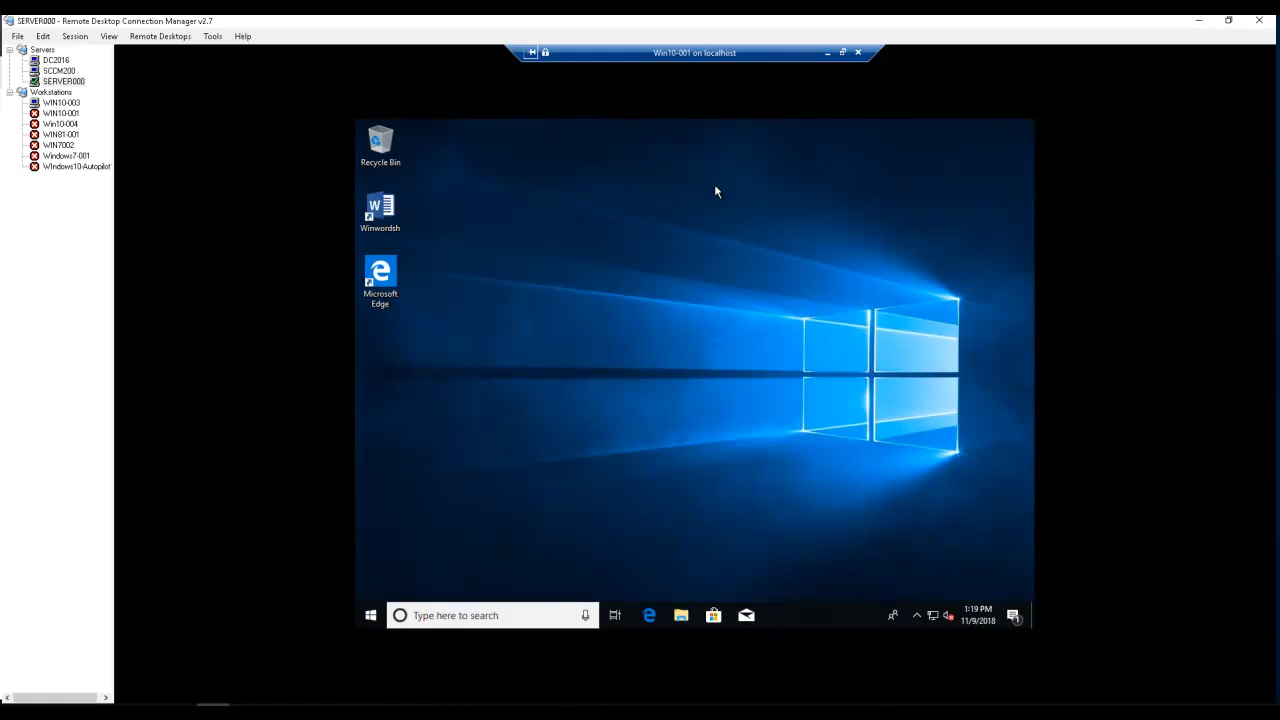 SERVER000 - Remote Desktop Connection Manager v2.7
File Edit Session View Remote Desktops Tools Help
Servers
DC2016
SCCM200
SERVER000
Workstations
WIN10-003
WIN10-001
Win10-004
WIN81-001
WIN7002
Windows7-001
WIndows10-Autopilot
Win10-001 on localhost
Recycle Bin
Winwordsh
Microsoft
Edge
Type here to search
1:19 PM
11/9/2018
1